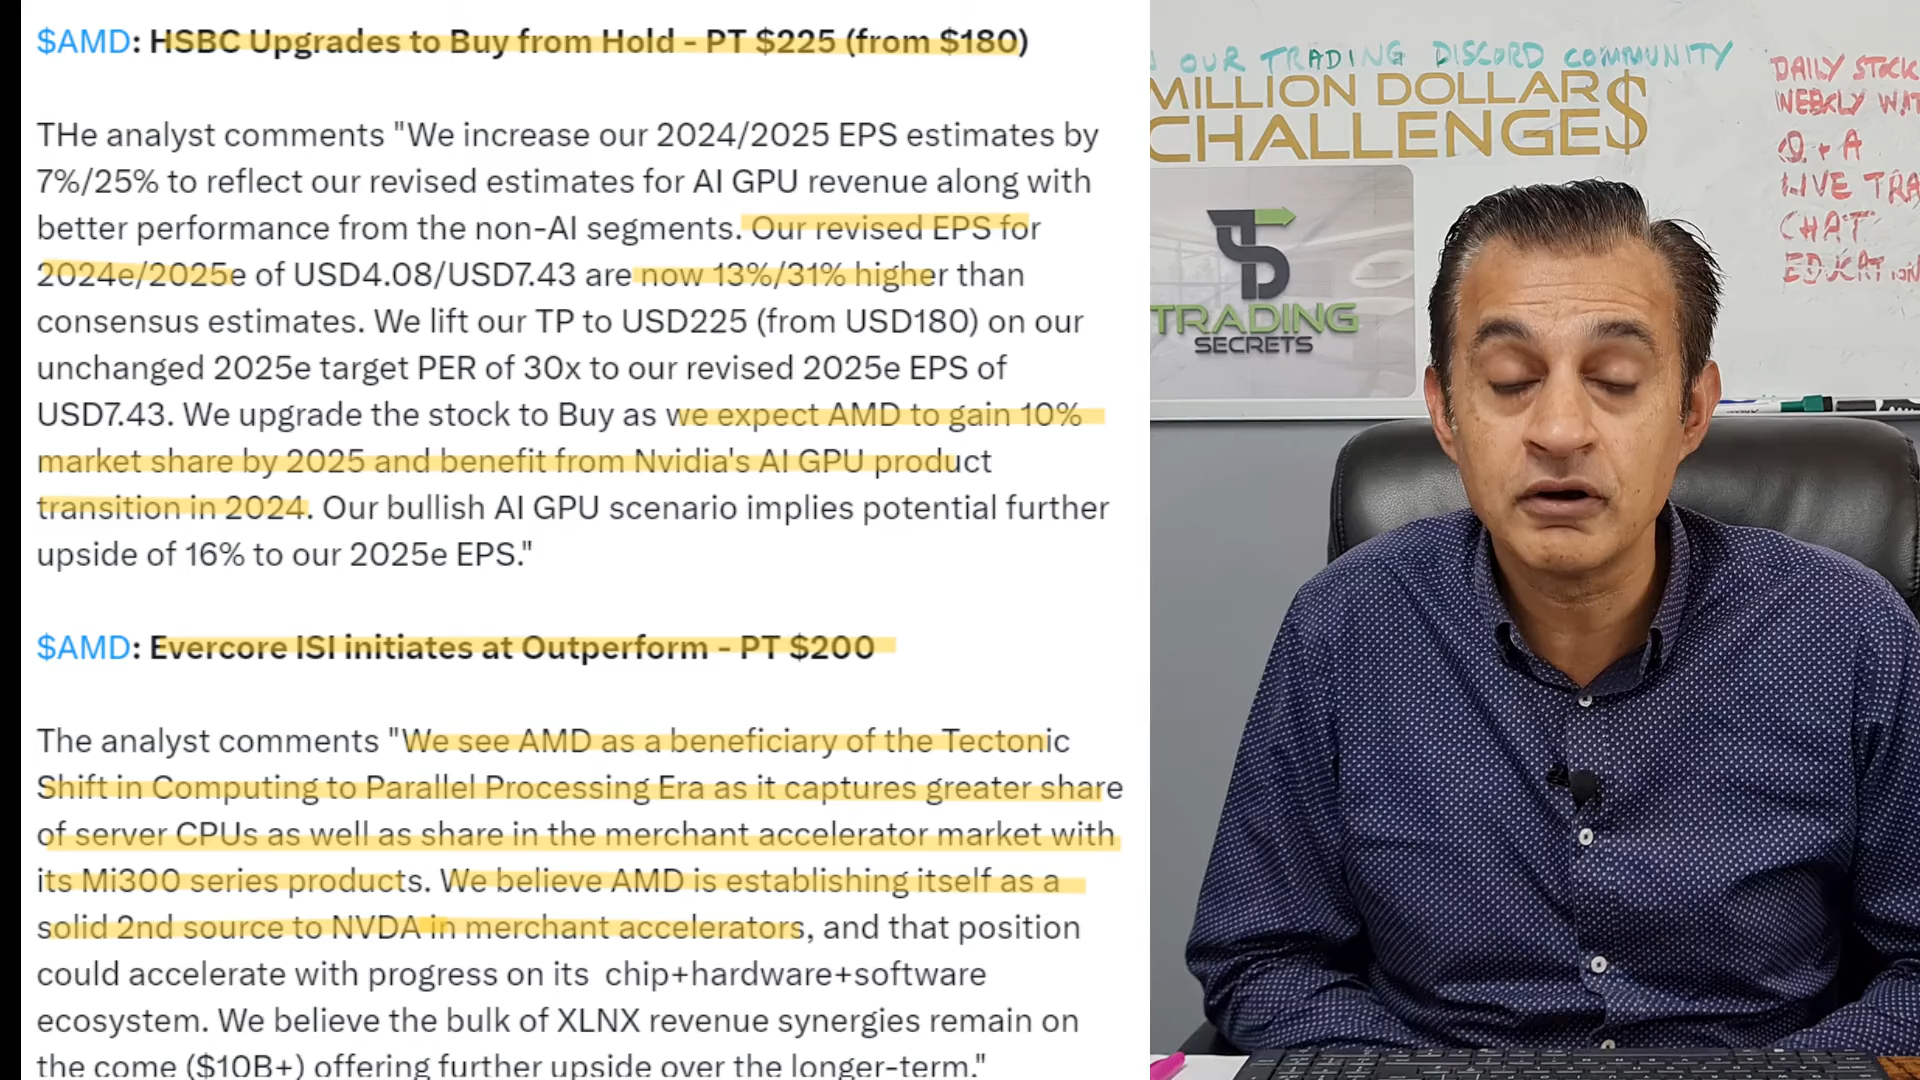 $AMD: HSBC Upgrades to Buy from Hold - PT $225 (from $180)
THe analyst comments "We increase our 2024/2025 EPS estimates by
7%/25% to reflect our revised estimates for AI GPU revenue along with
better performance from the non-AI segments. Our revised EPS for
2024e/2025e of USD4.08/USD7.43 are now 13%/31% higher than
consensus estimates. We lift our TP to USD225 (from USD180) on our
unchanged 2025e target PER of 30x to our revised 2025e EPS of
USD7.43. We upgrade the stock to Buy as we expect AMD to gain 10%
market share by 2025 and benefit from Nvidia's AI GPU product
transition in 2024. Our bullish AI GPU scenario implies potential further
upside of 16% to our 2025e EPS."
$AMD: Evercore ISI initiates at Outperform - PT $200
The analyst comments "We see AMD as a beneficiary of the Tectonic
Shift in Computing to Parallel Processing Era as it captures greater share
of server CPUs as well as share in the merchant accelerator market with
its Mi300 series products. We believe AMD is establishing itself as a
solid 2nd source to NVDA in merchant accelerators, and that position
could accelerate with progress on its chip+hardware+software
ecosystem. We believe the bulk of XLNX revenue synergies remain on
the come ($10B+) offering further upside over the longer-term."
OUR TRADING DISCORD COMMUNITY
MILLION DOLLAR
CHALLENGE$
TS
TRADING
SECRETS
DAILY STOCK
WEEKLY WAT
Q + A
LIVE TRA
CHAT
EDUCATION